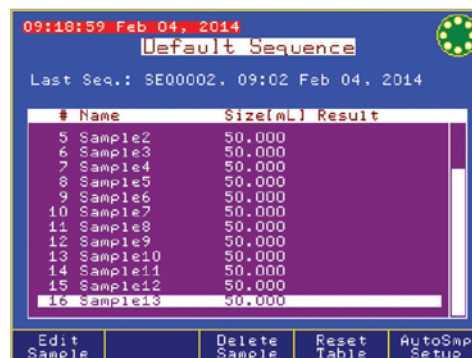 09:18:59 Feb 04, 2014
Default Sequence
Last Seq.: SE00002, 09:02 Feb 04, 2014
# Name Size[mL] Result
5 Sample2 50.000
6 Sample3 50.000
7 Sample4 50.000
8 Sample5 50.000
9 Sample6 50.000
10 Sample7 50.000
11 Sample8 50.000
12 Sample9 50.000
13 Sample10 50.000
14 Sample11 50.000
15 Sample12 50.000
16 Sample13 50.000
Edit Delete Reset AutoSmp
Sample Sample Table Setup